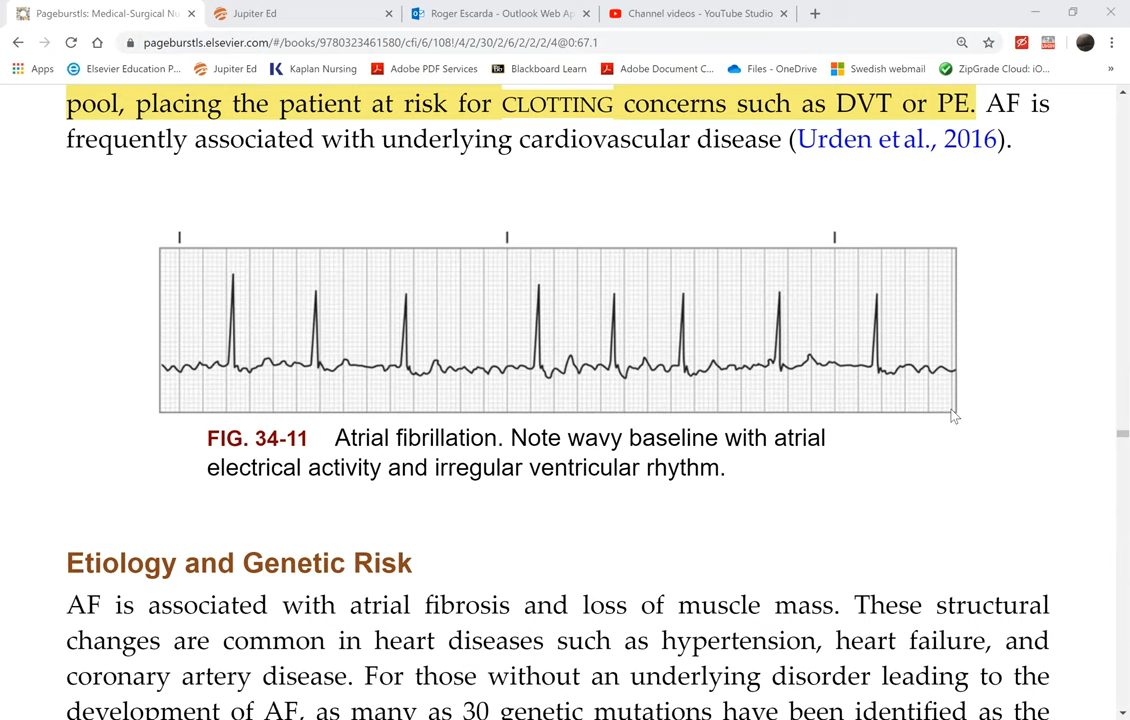 Pageburstls: Medical-Surgical Nu
Jupiter Ed
Roger Escarda - Outlook Web Ap
Channel videos - YouTube Studio
pageburstls.elsevier.com/#/books/9780323461580/cfi/6/108!/4/2/30/2/6/2/2/2/4@0:67.1
Apps
Elsevier Education P...
Jupiter Ed
Kaplan Nursing
Adobe PDF Services
Bb
Blackboard Learn
Adobe Document C...
Files - OneDrive
Swedish webmail
ZipGrade Cloud: iO...
»
pool, placing the patient at risk for CLOTTING concerns such as DVT or PE. AF is
frequently associated with underlying cardiovascular disease (Urden et al., 2016).
FIG. 34-11 Atrial fibrillation. Note wavy baseline with atrial
electrical activity and irregular ventricular rhythm.
Etiology and Genetic Risk
AF is associated with atrial fibrosis and loss of muscle mass. These structural
changes are common in heart diseases such as hypertension, heart failure, and
coronary artery disease. For those without an underlying disorder leading to the
development of AF, as many as 30 genetic mutations have been identified as the